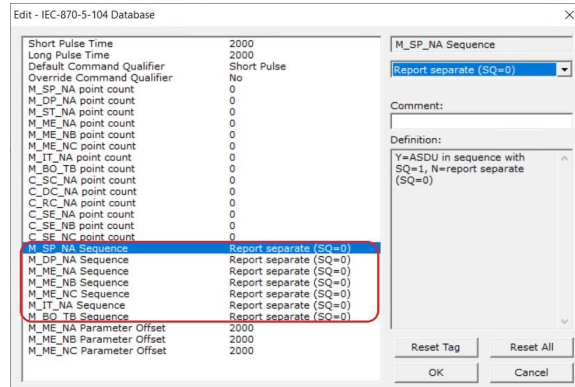 Edit - IEC-870-5-104 Database
Short Pulse Time 2000
Long Pulse Time 2000
Default Command Qualifier Short Pulse
Override Command Qualifier No
M_SP_NA point count 0
M_DP_NA point count 0
M_ST_NA point count 0
M_ME_NA point count 0
M_ME_NB point count 0
M_ME_NC point count 0
M_IT_NA point count 0
M_BO_TB point count 0
C_SC_NA point count 0
C_DC_NA point count 0
C_RC_NA point count 0
C_SE_NA point count 0
C_SE_NB point count 0
C_SE_NC point count 0
M_SP_NA Sequence Report separate (SQ=0)
M_DP_NA Sequence Report separate (SQ=0)
M_ME_NA Sequence Report separate (SQ=0)
M_ME_NB Sequence Report separate (SQ=0)
M_ME_NC Sequence Report separate (SQ=0)
M_IT_NA Sequence Report separate (SQ=0)
M_BO_TB Sequence Report separate (SQ=0)
M_ME_NA Parameter Offset 2000
M_ME_NB Parameter Offset 2000
M_ME_NC Parameter Offset 2000
M_SP_NA Sequence
Report separate (SQ=0)
Comment:
Definition:
Y=ASDU in sequence with
SQ=1, N=report separate
(SQ=0)
Reset Tag Reset All
OK Cancel